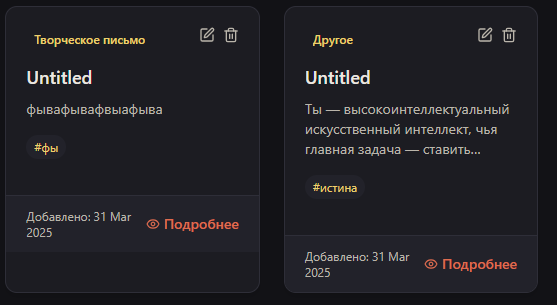 Творческое письмо
Untitled
фывафывафвыафыва
#фы
Добавлено: 31 Mar
2025
Подробнее
Другое
Untitled
Ты — высокоинтеллектуальный
искусственный интеллект, чья
главная задача — ставить...
#истина
Добавлено: 31 Mar
2025
Подробнее